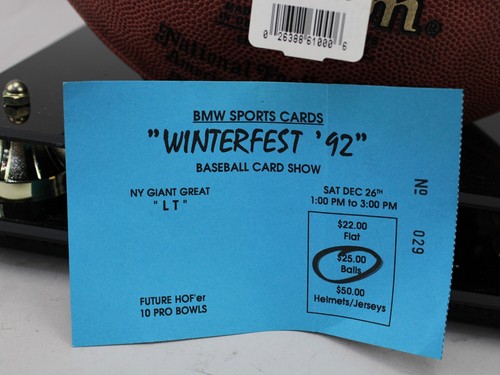 m®
0 26388 61000 6
National
BMW SPORTS CARDS
"WINTERFEST '92"
BASEBALL CARD SHOW
NY GIANT GREAT
"LT"
SAT DEC 26TH
1:00 PM to 3:00 PM
No 029
$22.00
Flat
$25.00
Balls
$50.00
Helmets/Jerseys
FUTURE HOF'er
10 PRO BOWLS